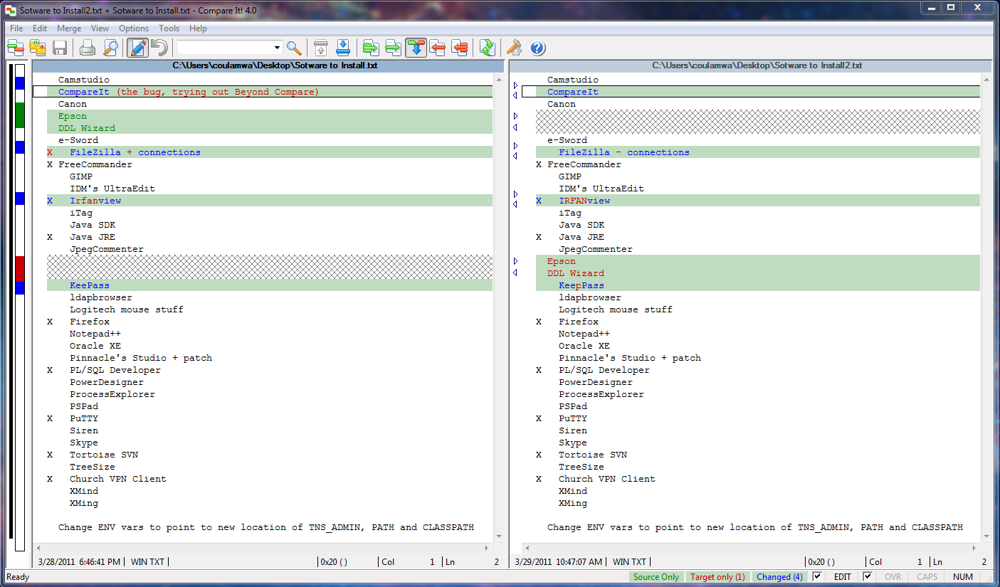 Sotware to Install2.txt + Sotware to Install.txt - Compare It! 4.0
File Edit Merge View Options Tools Help
C:\Users\coulamwa\Desktop\Sotware to Install.txt
Camstudio
CompareIt (the bug, trying out Beyond Compare)
Canon
Epson
DDL Wizard
e-Sword
X FileZilla + connections
X FreeCommander
GIMP
IDM's UltraEdit
X Irfanview
iTag
Java SDK
X Java JRE
JpegCommenter
KeePass
ldapbrowser
Logitech mouse stuff
X Firefox
Notepad++
Oracle XE
Pinnacle's Studio + patch
X PL/SQL Developer
PowerDesigner
ProcessExplorer
PSPad
X PuTTY
Siren
Skype
X Tortoise SVN
TreeSize
X Church VPN Client
XMind
XMing
Change ENV vars to point to new location of TNS_ADMIN, PATH and CLASSPATH
3/28/2011 6:46:41 PM WIN TXT 0x20 ( ) Col 1 Ln 2
C:\Users\coulamwa\Desktop\Sotware to Install2.txt
Camstudio
CompareIt
Canon
e-Sword
FileZilla - connections
X FreeCommander
GIMP
IDM's UltraEdit
X IRFANview
iTag
Java SDK
X Java JRE
JpegCommenter
Epson
DDL Wizard
KeepPass
ldapbrowser
Logitech mouse stuff
X Firefox
Notepad++
Oracle XE
Pinnacle's Studio + patch
X PL/SQL Developer
PowerDesigner
ProcessExplorer
PSPad
X PuTTY
Siren
Skype
X Tortoise SVN
TreeSize
X Church VPN Client
XMind
XMing
Change ENV vars to point to new location of TNS_ADMIN, PATH and CLASSPATH
3/29/2011 10:47:07 AM WIN TXT 0x20 ( ) Col 1 Ln 2
Ready Source Only Target only (1) Changed (4) EDIT OVR CAPS NUM